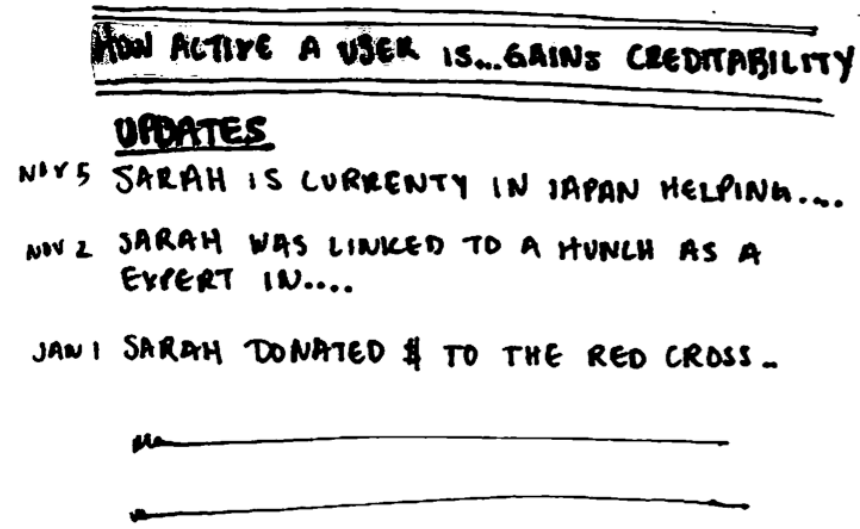 HOW ACTIVE A USER IS... GAINS CREDITABILITY
UPDATES
NOV 5 SARAH IS CURRENTY IN JAPAN HELPING....
NOV 2 SARAH WAS LINKED TO A HUNCH AS A
EXPERT IN....
JAN 1 SARAH DONATED $ TO THE RED CROSS..